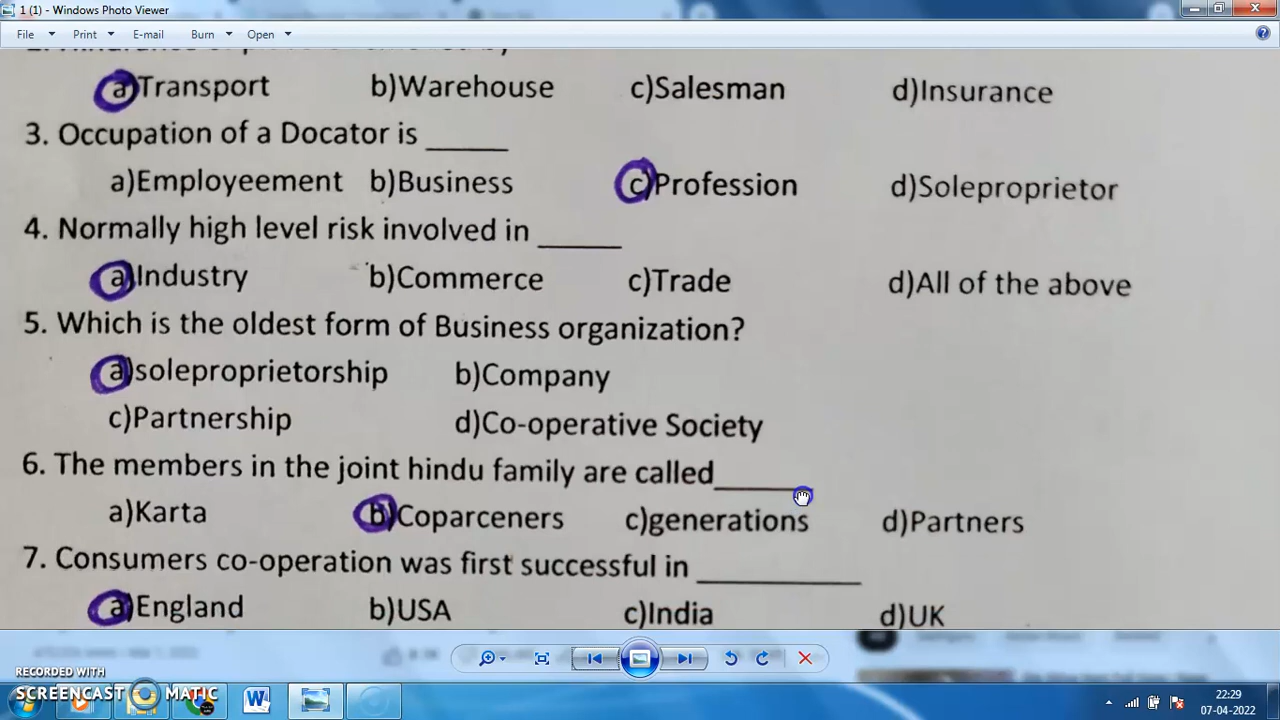 1 (1) - Windows Photo Viewer
File Print E-mail Burn Open
a)Transport b)Warehouse c)Salesman d)Insurance
3. Occupation of a Docator is ______
a)Employeement b)Business c)Profession d)Soleproprietor
4. Normally high level risk involved in ______
a)Industry b)Commerce c)Trade d)All of the above
5. Which is the oldest form of Business organization?
a)soleproprietorship b)Company
c)Partnership d)Co-operative Society
6. The members in the joint hindu family are called_______
a)Karta b)Coparceners c)generations d)Partners
7. Consumers co-operation was first successful in ___________
a)England b)USA c)India d)UK
RECORDED WITH
SCREENCAST MATIC
22:29
07-04-2022